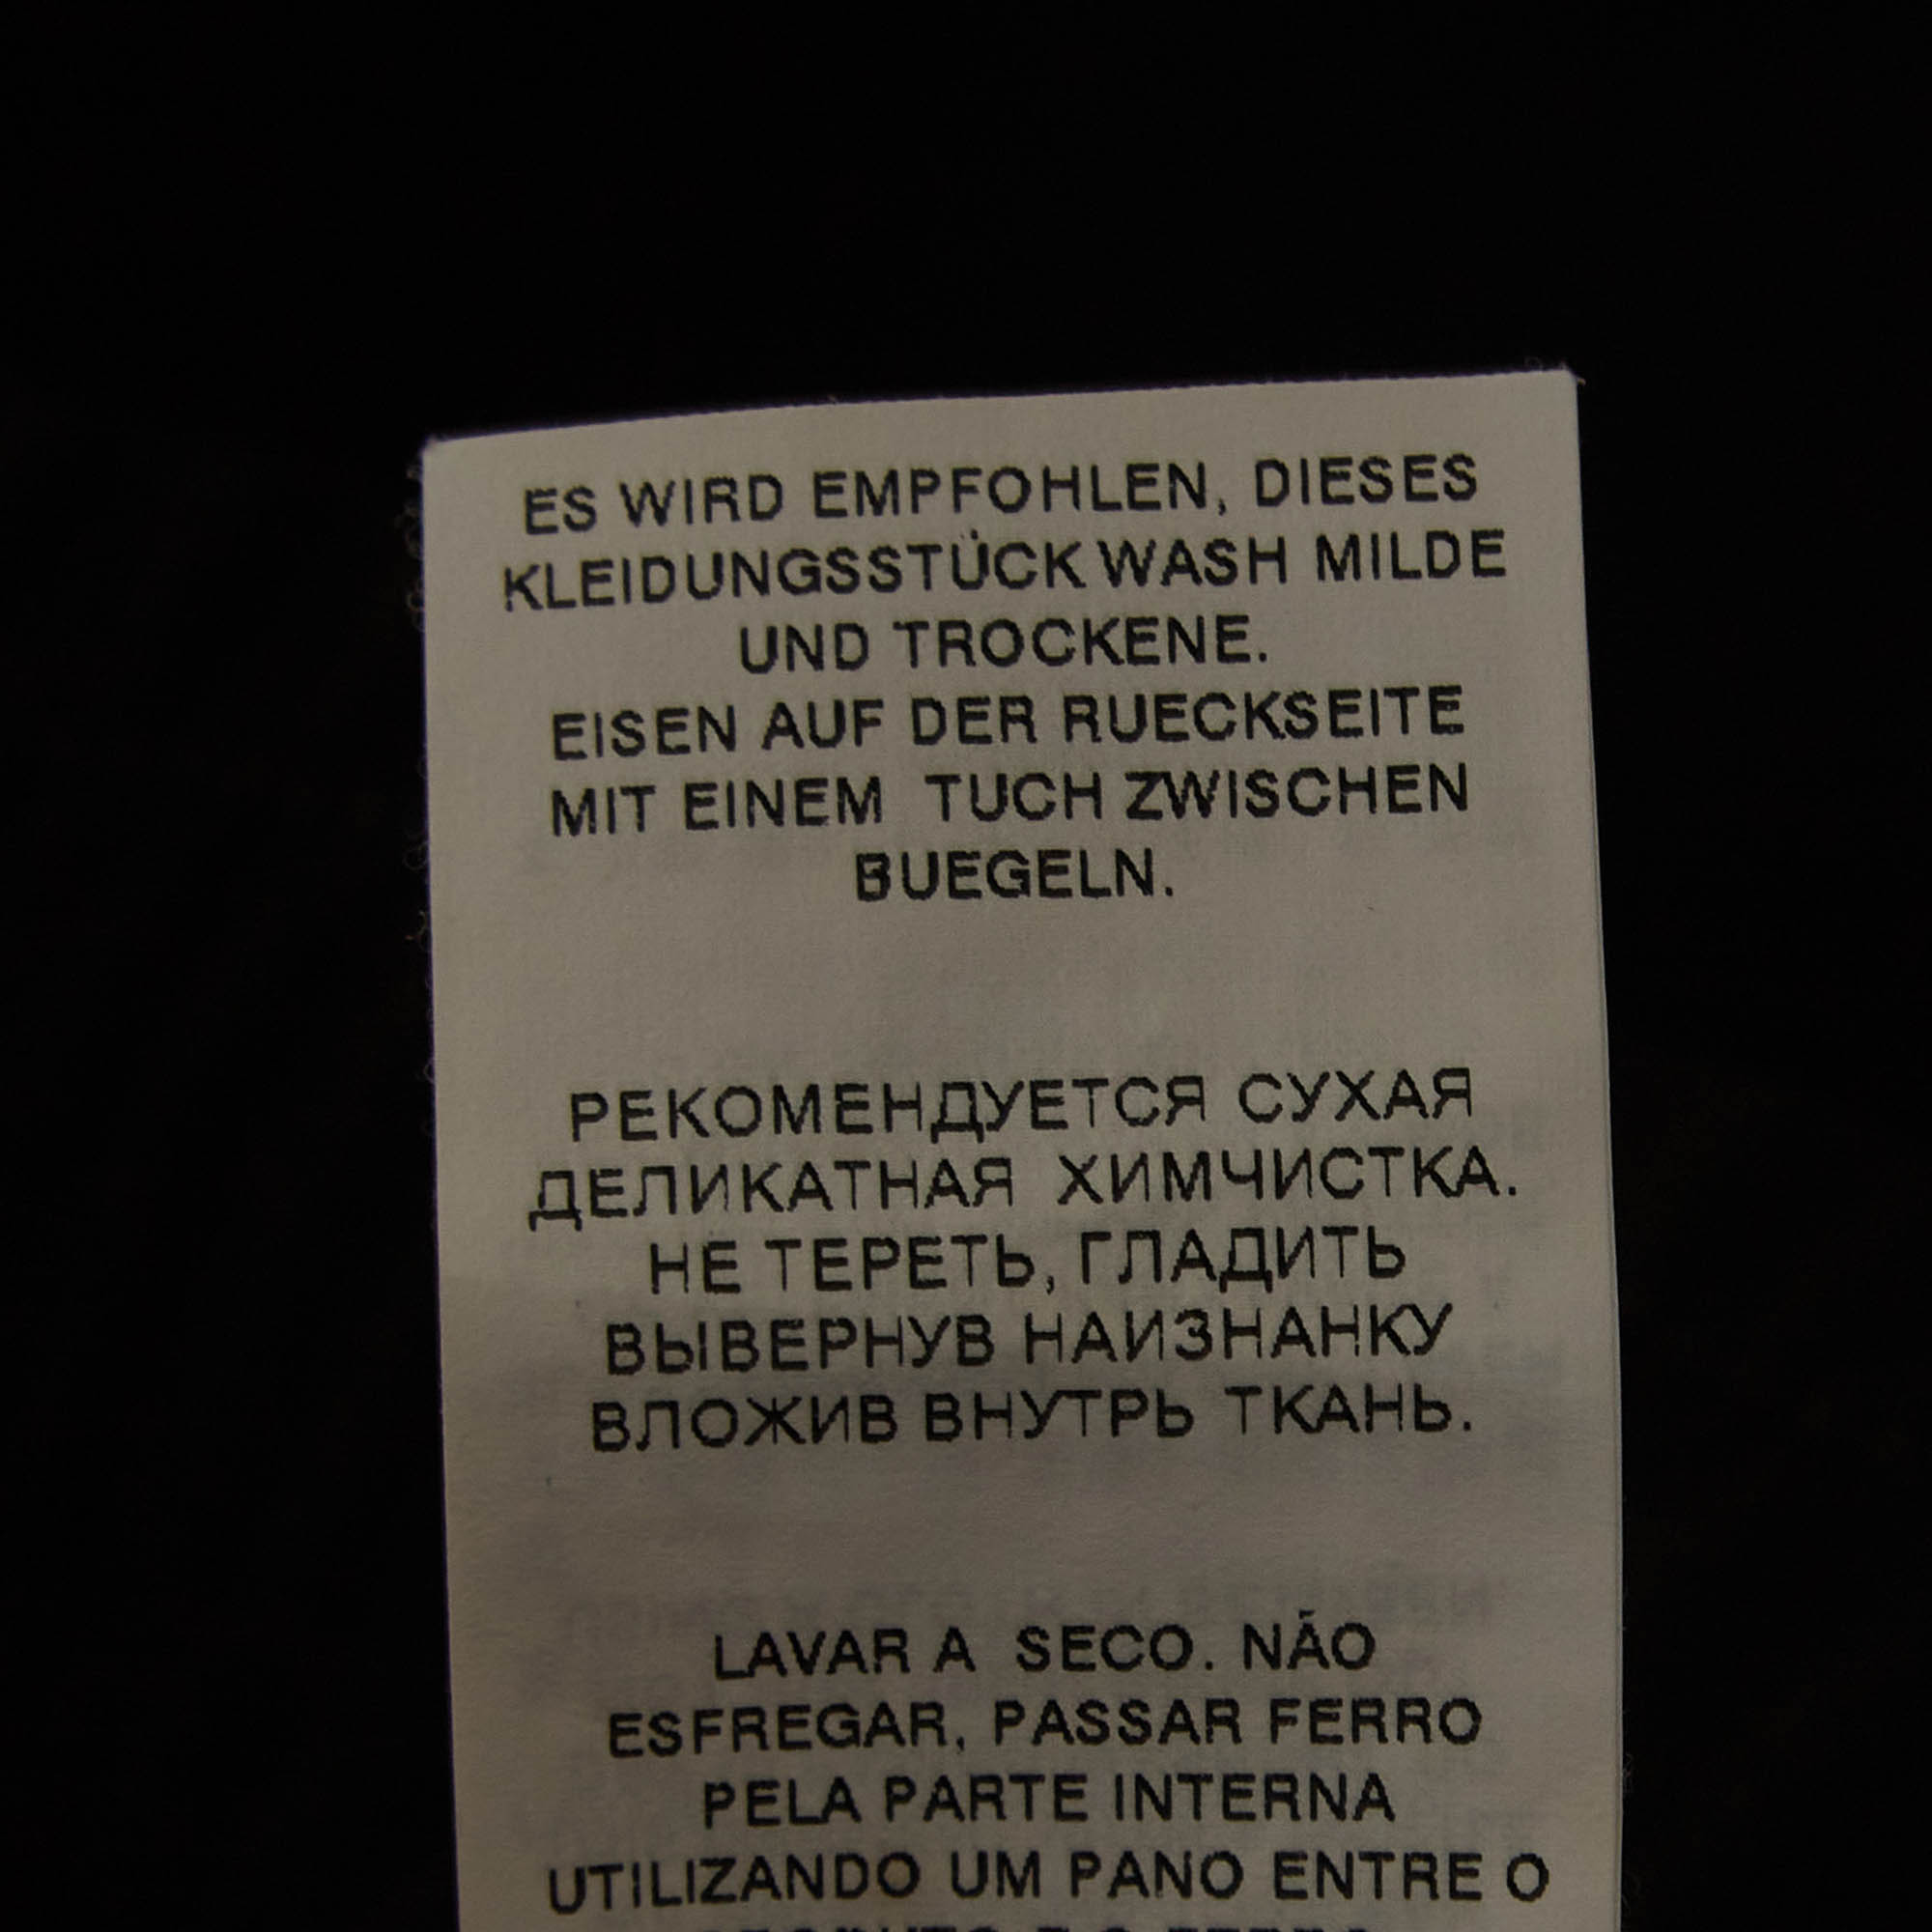 ES WIRD EMPFOHLEN, DIESES
KLEIDUNGSSTÜCK WASH MILDE
UND TROCKENE.
EISEN AUF DER RUECKSEITE
MIT EINEM TUCH ZWISCHEN
BUEGELN.
РЕКОМЕНДУЕТСЯ СУХАЯ
ДЕЛИКАТНАЯ ХИМЧИСТКА.
НЕ ТЕРЕТЬ, ГЛАДИТЬ
ВЫВЕРНУВ НАИЗНАНКУ
ВЛОЖИВ ВНУТРЬ ТКАНЬ.
LAVAR A SECO. NÃO
ESFREGAR, PASSAR FERRO
PELA PARTE INTERNA
UTILIZANDO UM PANO ENTRE O